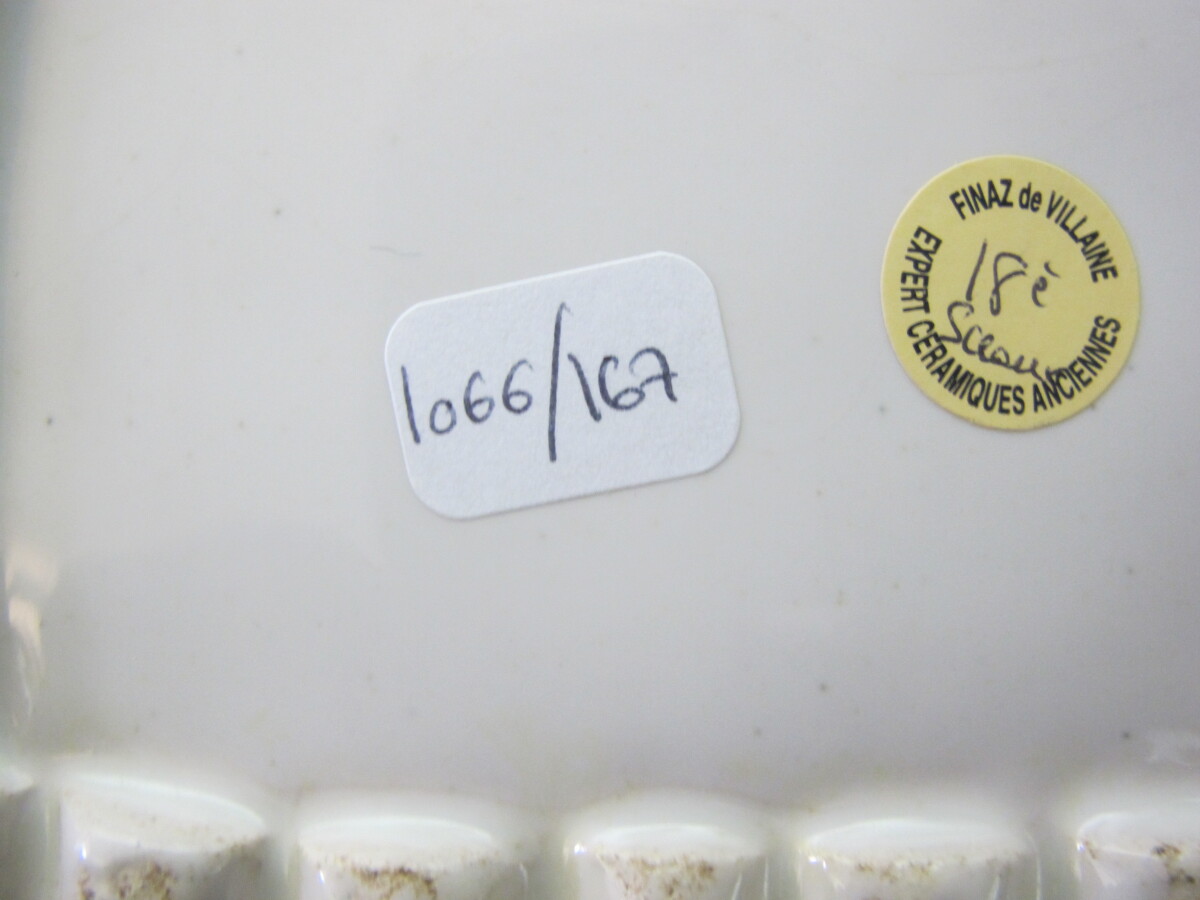 1066/167
FINAZ de VILLAINE
18è
Sceaux
EXPERT CERAMIQUES ANCIENNES